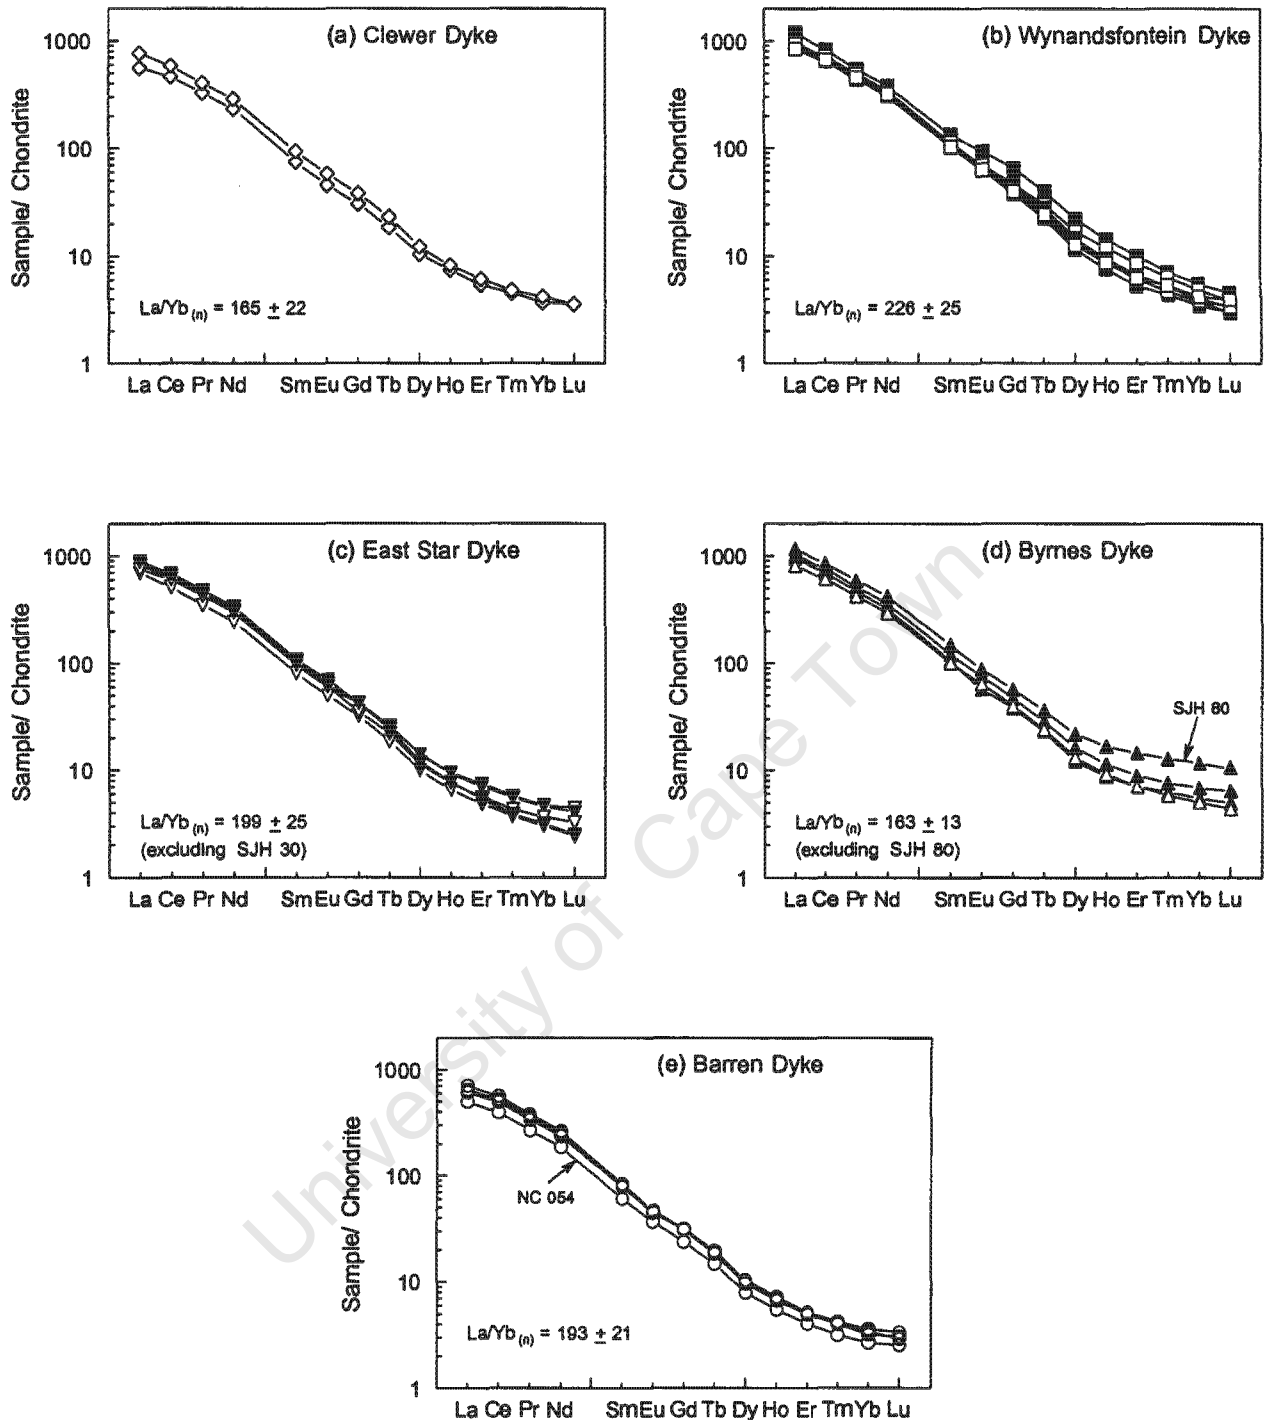 (a) Clewer Dyke
Sample/ Chondrite
1000
100
10
1
La/Yb (n) = 165 ± 22
La Ce Pr Nd Sm Eu Gd Tb Dy Ho Er Tm Yb Lu
(b) Wynandsfontein Dyke
Sample/ Chondrite
1000
100
10
1
La/Yb (n) = 226 ± 25
La Ce Pr Nd Sm Eu Gd Tb Dy Ho Er Tm Yb Lu
(c) East Star Dyke
Sample/ Chondrite
1000
100
10
1
La/Yb (n) = 199 ± 25
(excluding SJH 30)
La Ce Pr Nd Sm Eu Gd Tb Dy Ho Er Tm Yb Lu
(d) Byrnes Dyke
Sample/ Chondrite
1000
100
10
1
SJH 80
La/Yb (n) = 163 ± 13
(excluding SJH 80)
La Ce Pr Nd Sm Eu Gd Tb Dy Ho Er Tm Yb Lu
(e) Barren Dyke
Sample/ Chondrite
1000
100
10
1
NC 054
La/Yb (n) = 193 ± 21
La Ce Pr Nd Sm Eu Gd Tb Dy Ho Er Tm Yb Lu
University of Cape Town